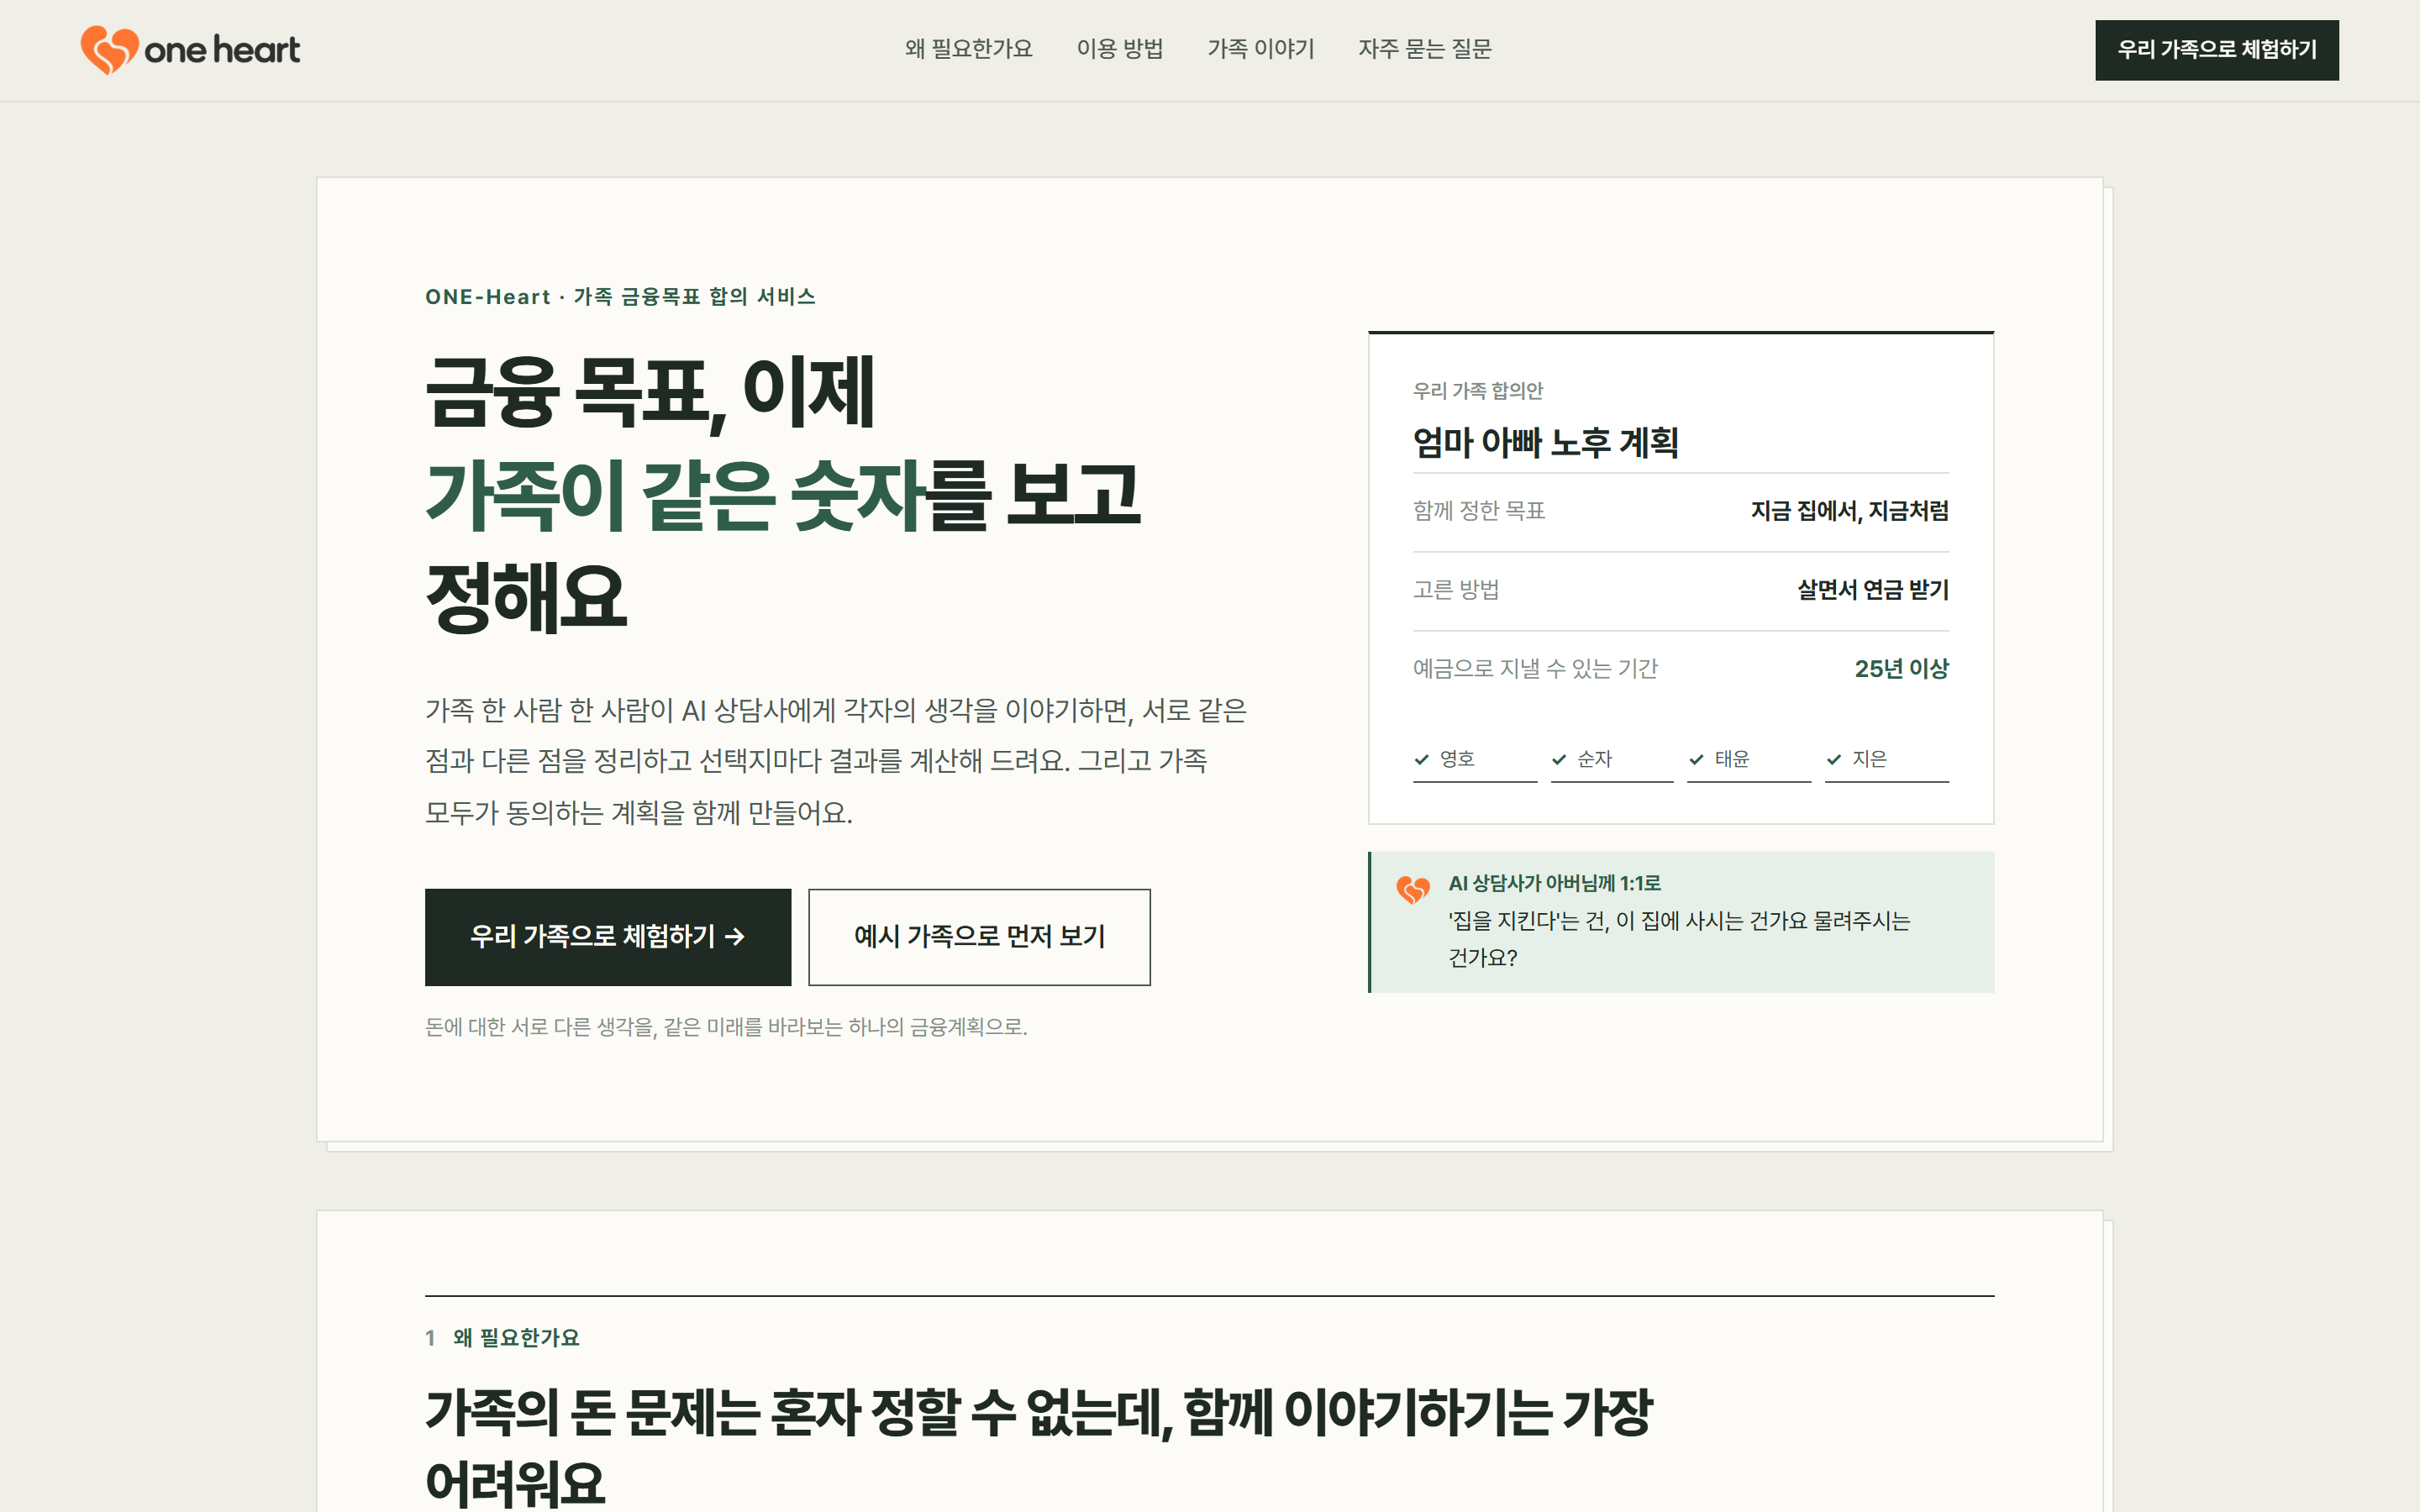 one heart
왜 필요한가요
이용 방법
가족 이야기
자주 묻는 질문
우리 가족으로 체험하기
ONE-Heart · 가족 금융목표 합의 서비스
금융 목표, 이제
가족이 같은 숫자를 보고
정해요
가족 한 사람 한 사람이 AI 상담사에게 각자의 생각을 이야기하면, 서로 같은
점과 다른 점을 정리하고 선택지마다 결과를 계산해 드려요. 그리고 가족
모두가 동의하는 계획을 함께 만들어요.
우리 가족으로 체험하기 →
예시 가족으로 먼저 보기
돈에 대한 서로 다른 생각을, 같은 미래를 바라보는 하나의 금융계획으로.
우리 가족 합의안
엄마 아빠 노후 계획
함께 정한 목표 지금 집에서, 지금처럼
고른 방법 살면서 연금 받기
예금으로 지낼 수 있는 기간 25년 이상
✓ 영호 ✓ 순자 ✓ 태윤 ✓ 지은
AI 상담사가 아버님께 1:1로
'집을 지킨다'는 건, 이 집에 사시는 건가요 물려주시는
건가요?
1 왜 필요한가요
가족의 돈 문제는 혼자 정할 수 없는데, 함께 이야기하기는 가장
어려워요